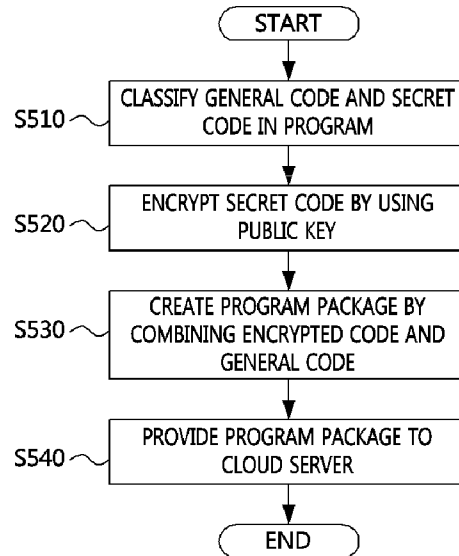 START
S510
CLASSIFY GENERAL CODE AND SECRET
CODE IN PROGRAM
S520
ENCRYPT SECRET CODE BY USING
PUBLIC KEY
S530
CREATE PROGRAM PACKAGE BY
COMBINING ENCRYPTED CODE AND
GENERAL CODE
S540
PROVIDE PROGRAM PACKAGE TO
CLOUD SERVER
END